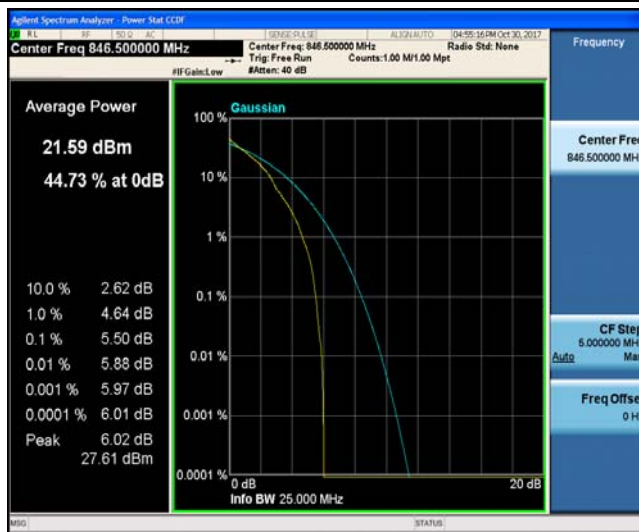 Agilent Spectrum Analyzer - Power Stat CCDF
RL RF 50 Ω AC SENSE:PULSE ALIGN AUTO 04:55:16 PM Oct 30, 2017
Center Freq 846.500000 MHz
Center Freq: 846.500000 MHz Radio Std: None
Trig: Free Run Counts:1.00 M/1.00 Mpt
#IFGain:Low #Atten: 40 dB
Frequency
Average Power
21.59 dBm
44.73 % at 0dB
10.0 % 2.62 dB
1.0 % 4.64 dB
0.1 % 5.50 dB
0.01 % 5.88 dB
0.001 % 5.97 dB
0.0001 % 6.01 dB
Peak 6.02 dB
27.61 dBm
Gaussian
100 %
10 %
1 %
0.1 %
0.01 %
0.001 %
0.0001 %
0 dB 20 dB
Info BW 25.000 MHz
Center Fre
846.500000 MH
CF Step
5.000000 MH
Auto Ma
Freq Offse
0 H
MSG STATUS